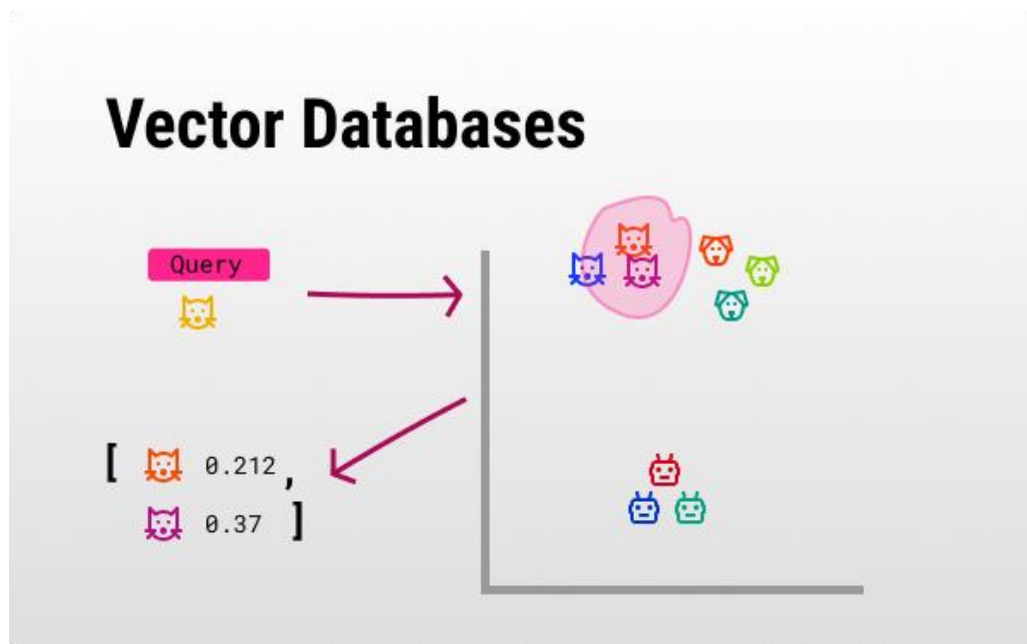 Vector Databases
Query
[ 0.212 ,
0.37 ]